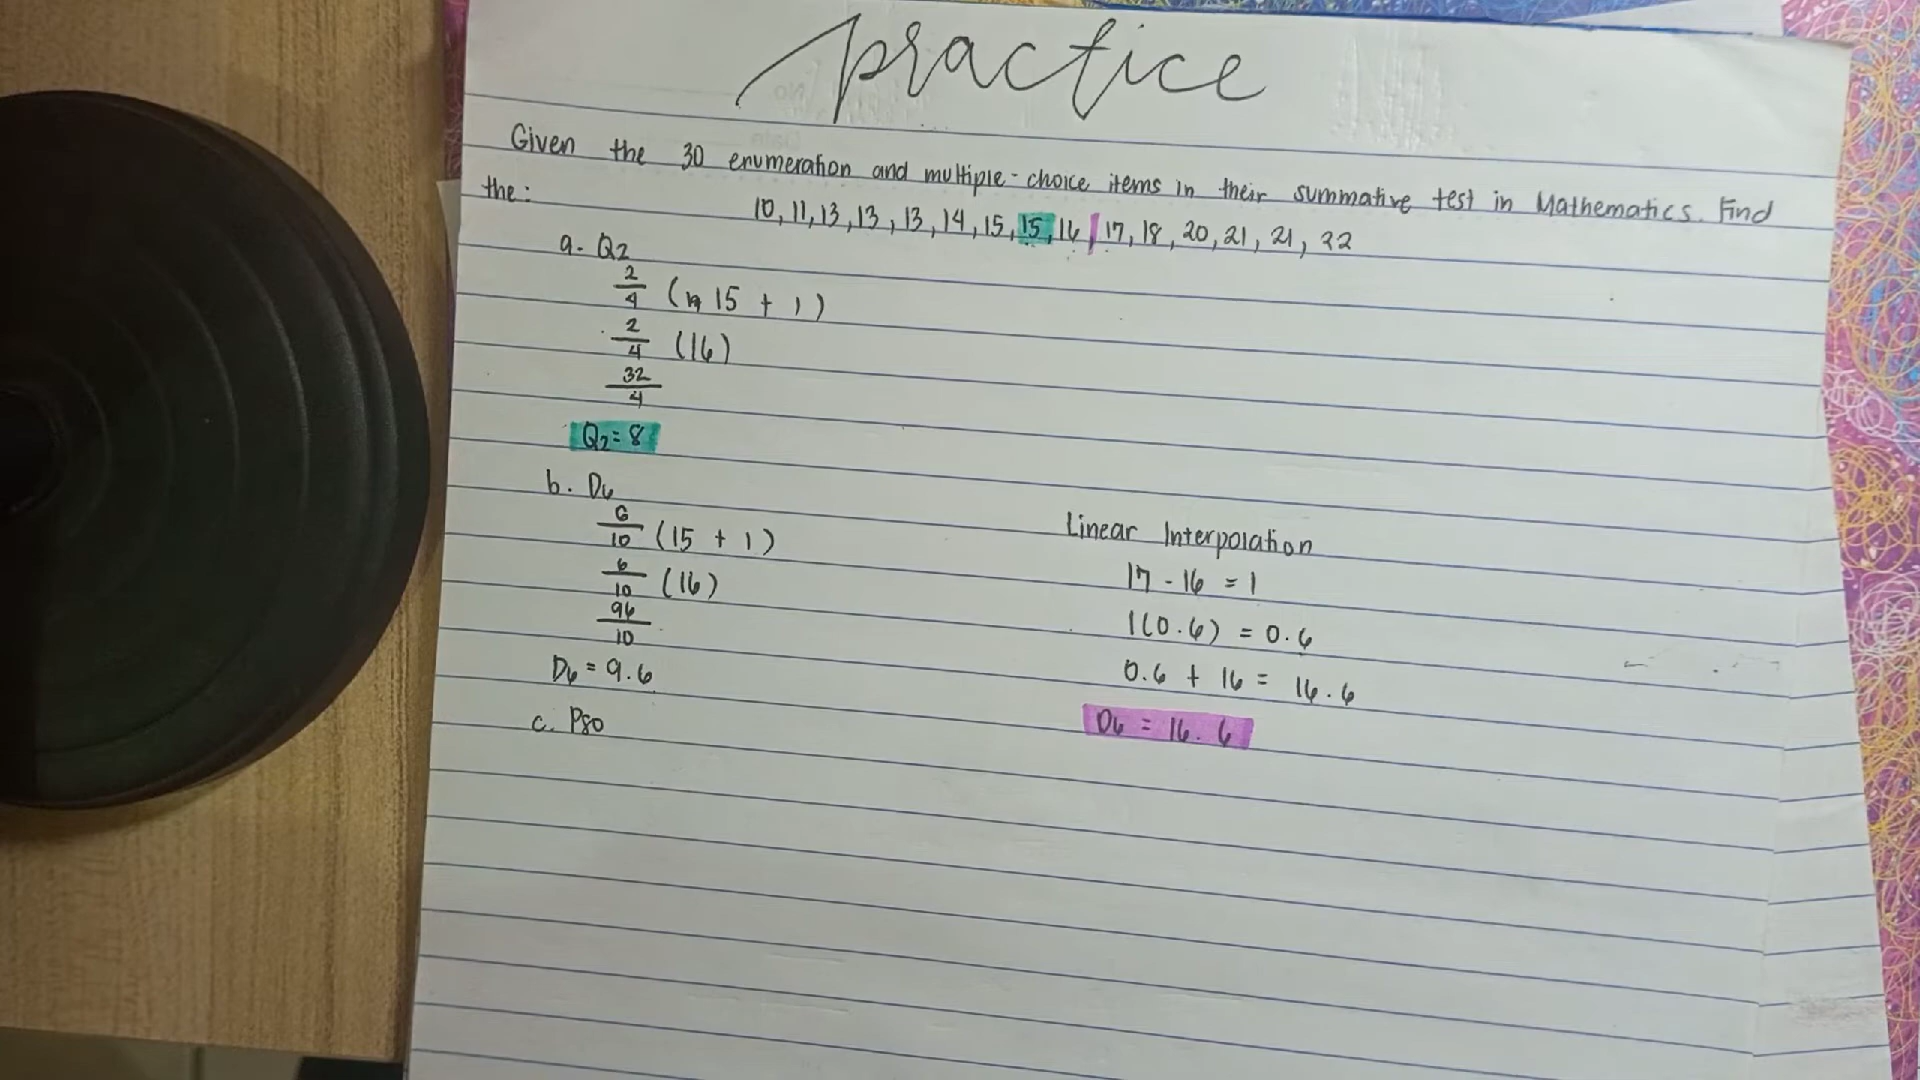 practice
Given the 30 enumeration and multiple-choice items in their summative test in Mathematics. Find
the:
10, 11, 13, 13, 13, 14, 15, 15, 16, 17, 18, 20, 21, 21, 22
a. Q2
2/4 (15 + 1)
2/4 (16)
32/4
Q2 = 8
b. D6
6/10 (15 + 1)
6/10 (16)
96/10
D6 = 9.6
Linear Interpolation
17 - 16 = 1
1(0.6) = 0.6
0.6 + 16 = 16.6
D6 = 16.6
c. P80